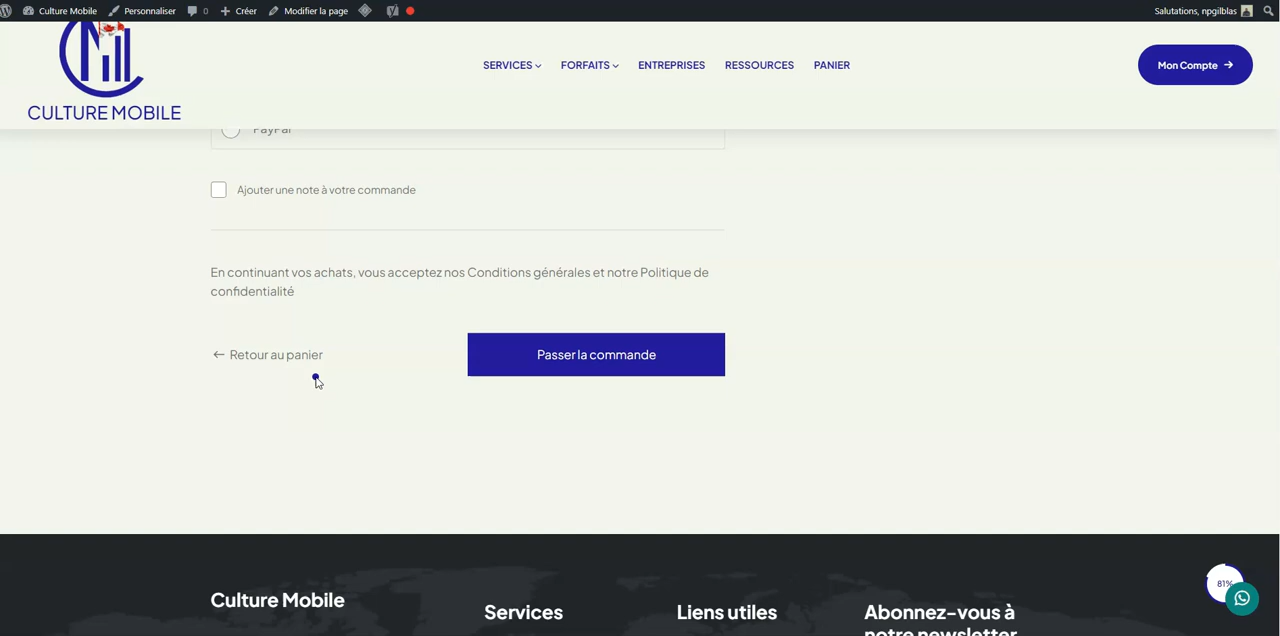 Culture Mobile
Personnaliser
0
Créer
Modifier la page
Salutations, npgilblas
CULTURE MOBILE
SERVICES
FORFAITS
ENTREPRISES
RESSOURCES
PANIER
Mon Compte →
PayPal
Ajouter une note à votre commande
En continuant vos achats, vous acceptez nos Conditions générales et notre Politique de
confidentialité
← Retour au panier
Passer la commande
81%
Culture Mobile
Services
Liens utiles
Abonnez-vous à
notre newsletter